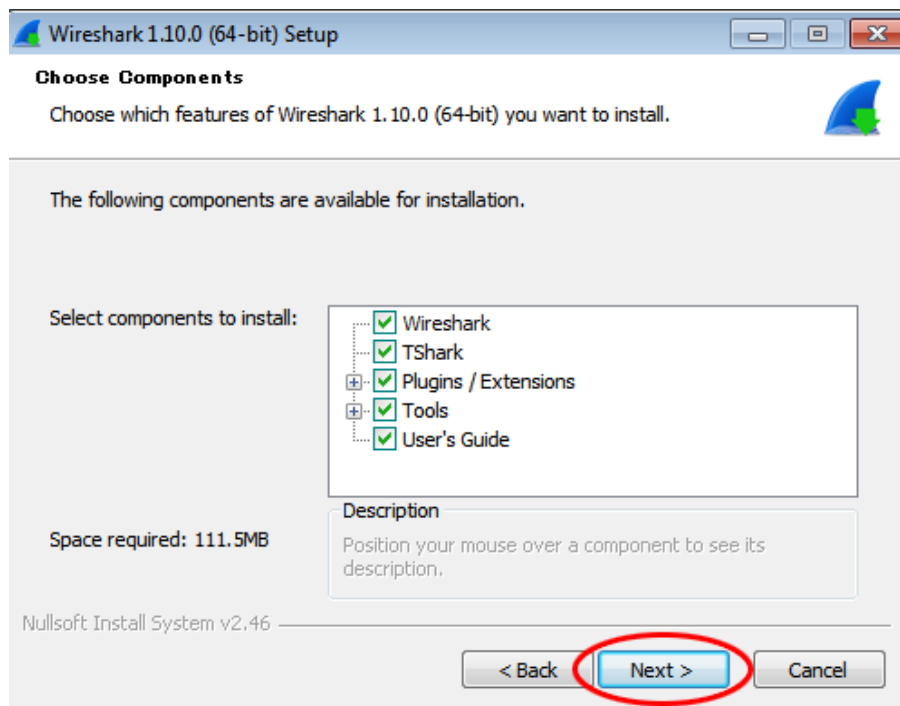 Wireshark 1.10.0 (64-bit) Setup
Choose Components
Choose which features of Wireshark 1.10.0 (64-bit) you want to install.
The following components are available for installation.
Select components to install:
Wireshark
TShark
Plugins / Extensions
Tools
User's Guide
Space required: 111.5MB
Description
Position your mouse over a component to see its
description.
Nullsoft Install System v2.46
< Back
Next >
Cancel